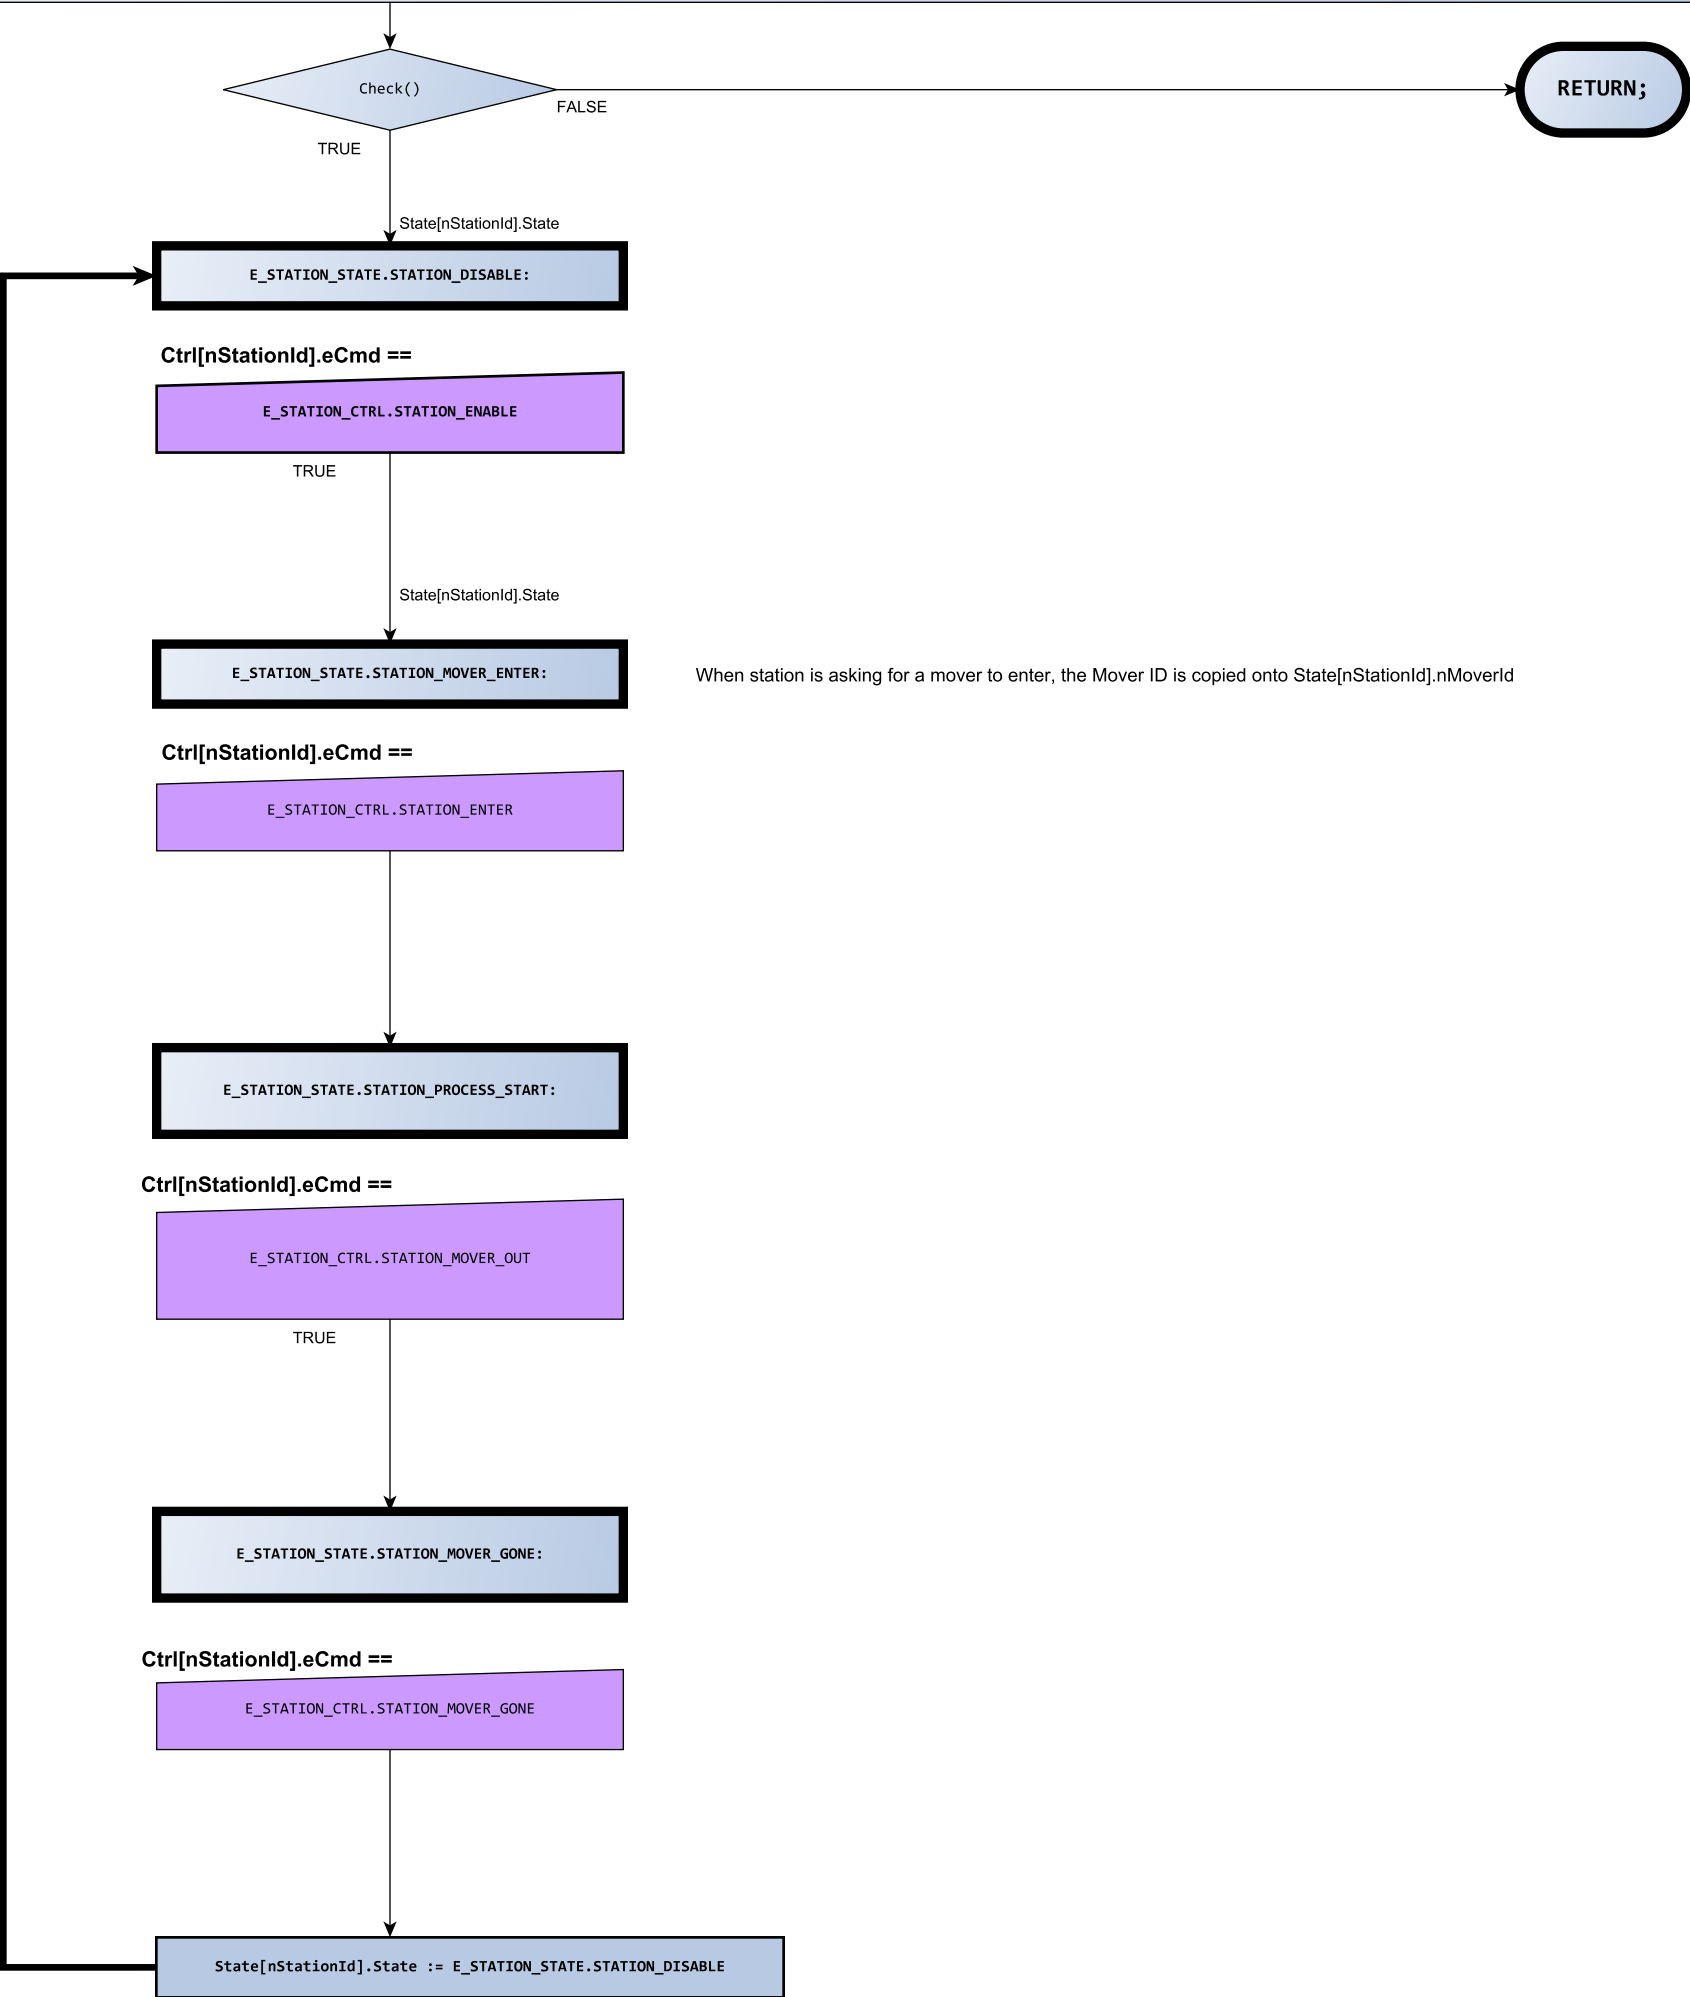 Check()
RETURN;
FALSE
TRUE
State[nStationId].State
E_STATION_STATE.STATION_DISABLE:
Ctrl[nStationId].eCmd ==
E_STATION_CTRL.STATION_ENABLE
TRUE
State[nStationId].State
E_STATION_STATE.STATION_MOVER_ENTER:
When station is asking for a mover to enter, the Mover ID is copied onto State[nStationId].nMoverId
Ctrl[nStationId].eCmd ==
E_STATION_CTRL.STATION_ENTER
E_STATION_STATE.STATION_PROCESS_START:
Ctrl[nStationId].eCmd ==
E_STATION_CTRL.STATION_MOVER_OUT
TRUE
E_STATION_STATE.STATION_MOVER_GONE:
Ctrl[nStationId].eCmd ==
E_STATION_CTRL.STATION_MOVER_GONE
State[nStationId].State := E_STATION_STATE.STATION_DISABLE